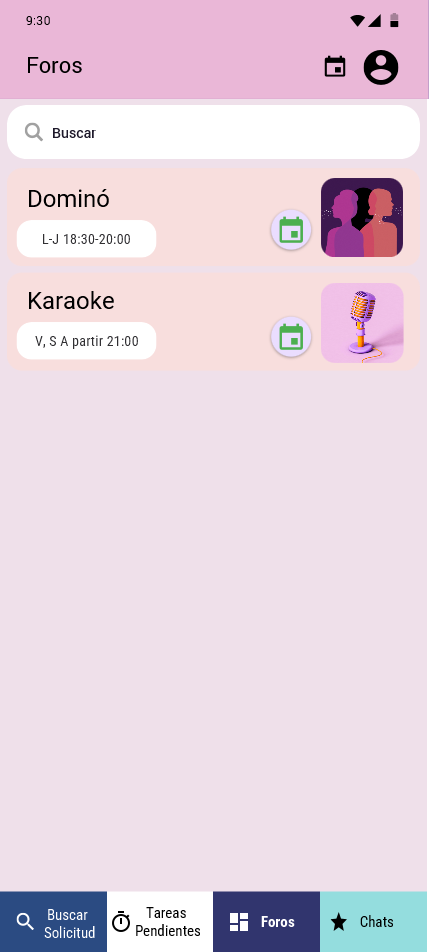 9:30
Foros
Buscar
Dominó
L-J 18:30-20:00
Karaoke
V, S A partir 21:00
Buscar
Solicitud
Tareas
Pendientes
Foros
Chats